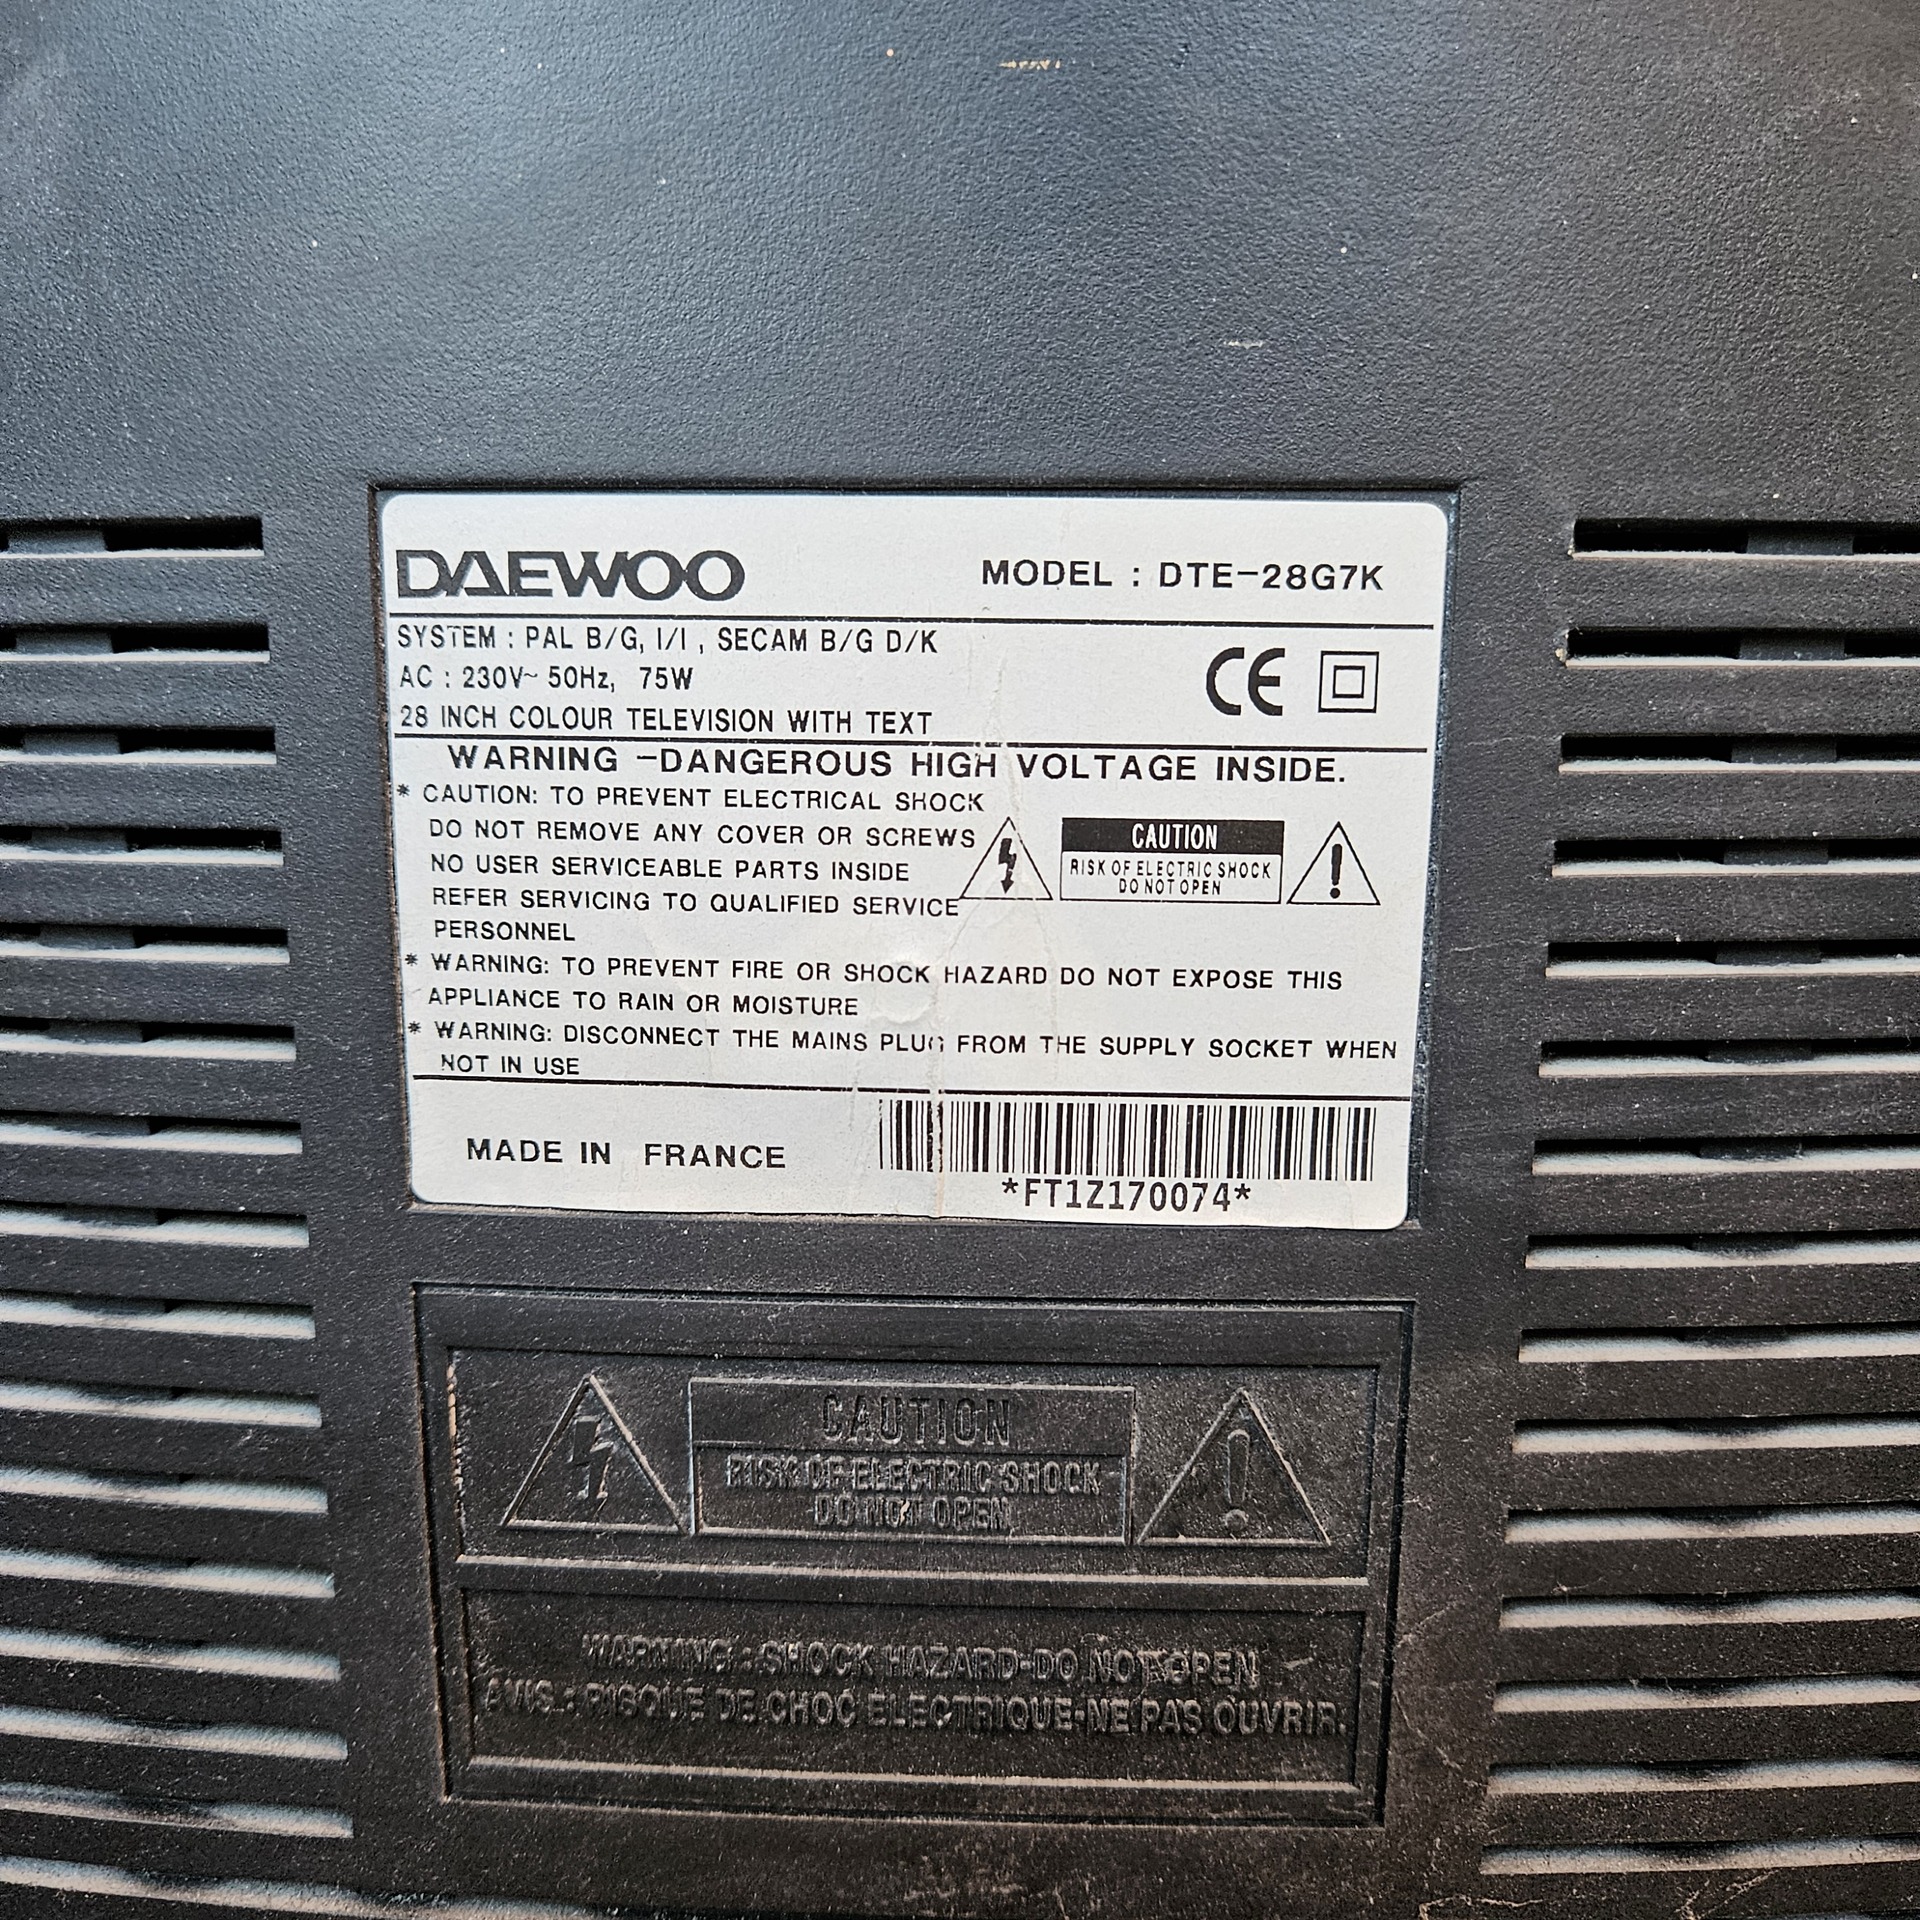 DAEWOO MODEL : DTE-28G7K
SYSTEM : PAL B/G, I/I , SECAM B/G D/K
AC : 230V~ 50Hz, 75W
28 INCH COLOUR TELEVISION WITH TEXT
CE
WARNING -DANGEROUS HIGH VOLTAGE INSIDE.
* CAUTION: TO PREVENT ELECTRICAL SHOCK
DO NOT REMOVE ANY COVER OR SCREWS
NO USER SERVICEABLE PARTS INSIDE
REFER SERVICING TO QUALIFIED SERVICE
PERSONNEL
CAUTION
RISK OF ELECTRIC SHOCK
DO NOT OPEN
* WARNING: TO PREVENT FIRE OR SHOCK HAZARD DO NOT EXPOSE THIS
APPLIANCE TO RAIN OR MOISTURE
* WARNING: DISCONNECT THE MAINS PLUG FROM THE SUPPLY SOCKET WHEN
NOT IN USE
MADE IN FRANCE
*FT1Z170074*
CAUTION
RISK OF ELECTRIC SHOCK
DO NOT OPEN
WARNING : SHOCK HAZARD-DO NOT OPEN
AVIS : RISQUE DE CHOC ELECTRIQUE-NE PAS OUVRIR.